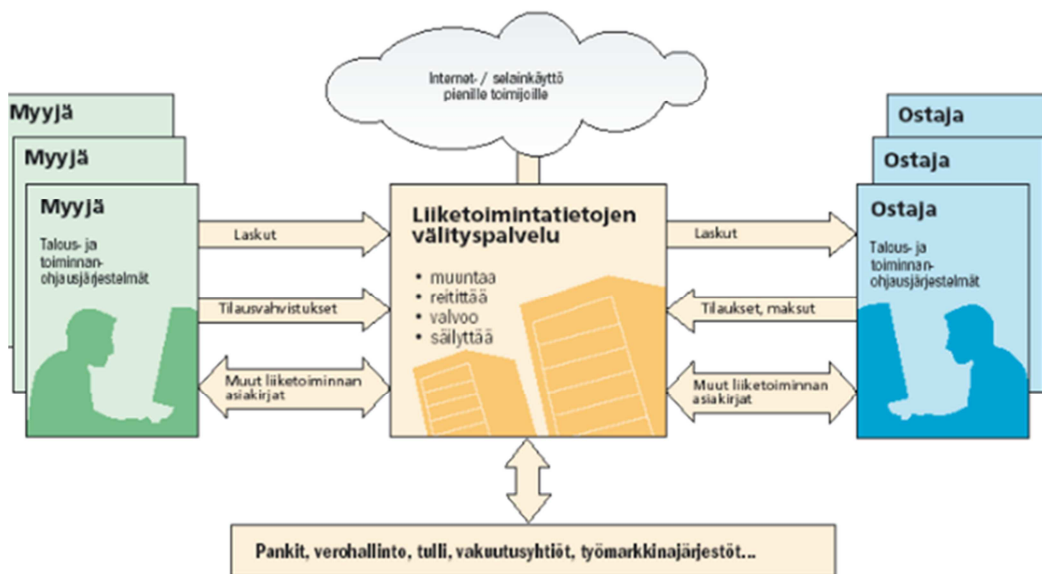 Internet- / selainkäyttö
pienille toimijoille
Myyjä
Myyjä
Myyjä
Talous- ja
toiminnan-
ohjausjärjestelmät
Laskut
Tilausvahvistukset
Muut liiketoiminnan
asiakirjat
Liiketoimintatietojen
välityspalvelu
• muuntaa
• reitittää
• valvoo
• säilyttää
Laskut
Tilaukset, maksut
Muut liiketoiminnan
asiakirjat
Ostaja
Ostaja
Ostaja
Talous- ja
toiminnan-
ohjausjärjestelmät
Pankit, verohallinto, tulli, vakuutusyhtiöt, työmarkkinajärjestöt...